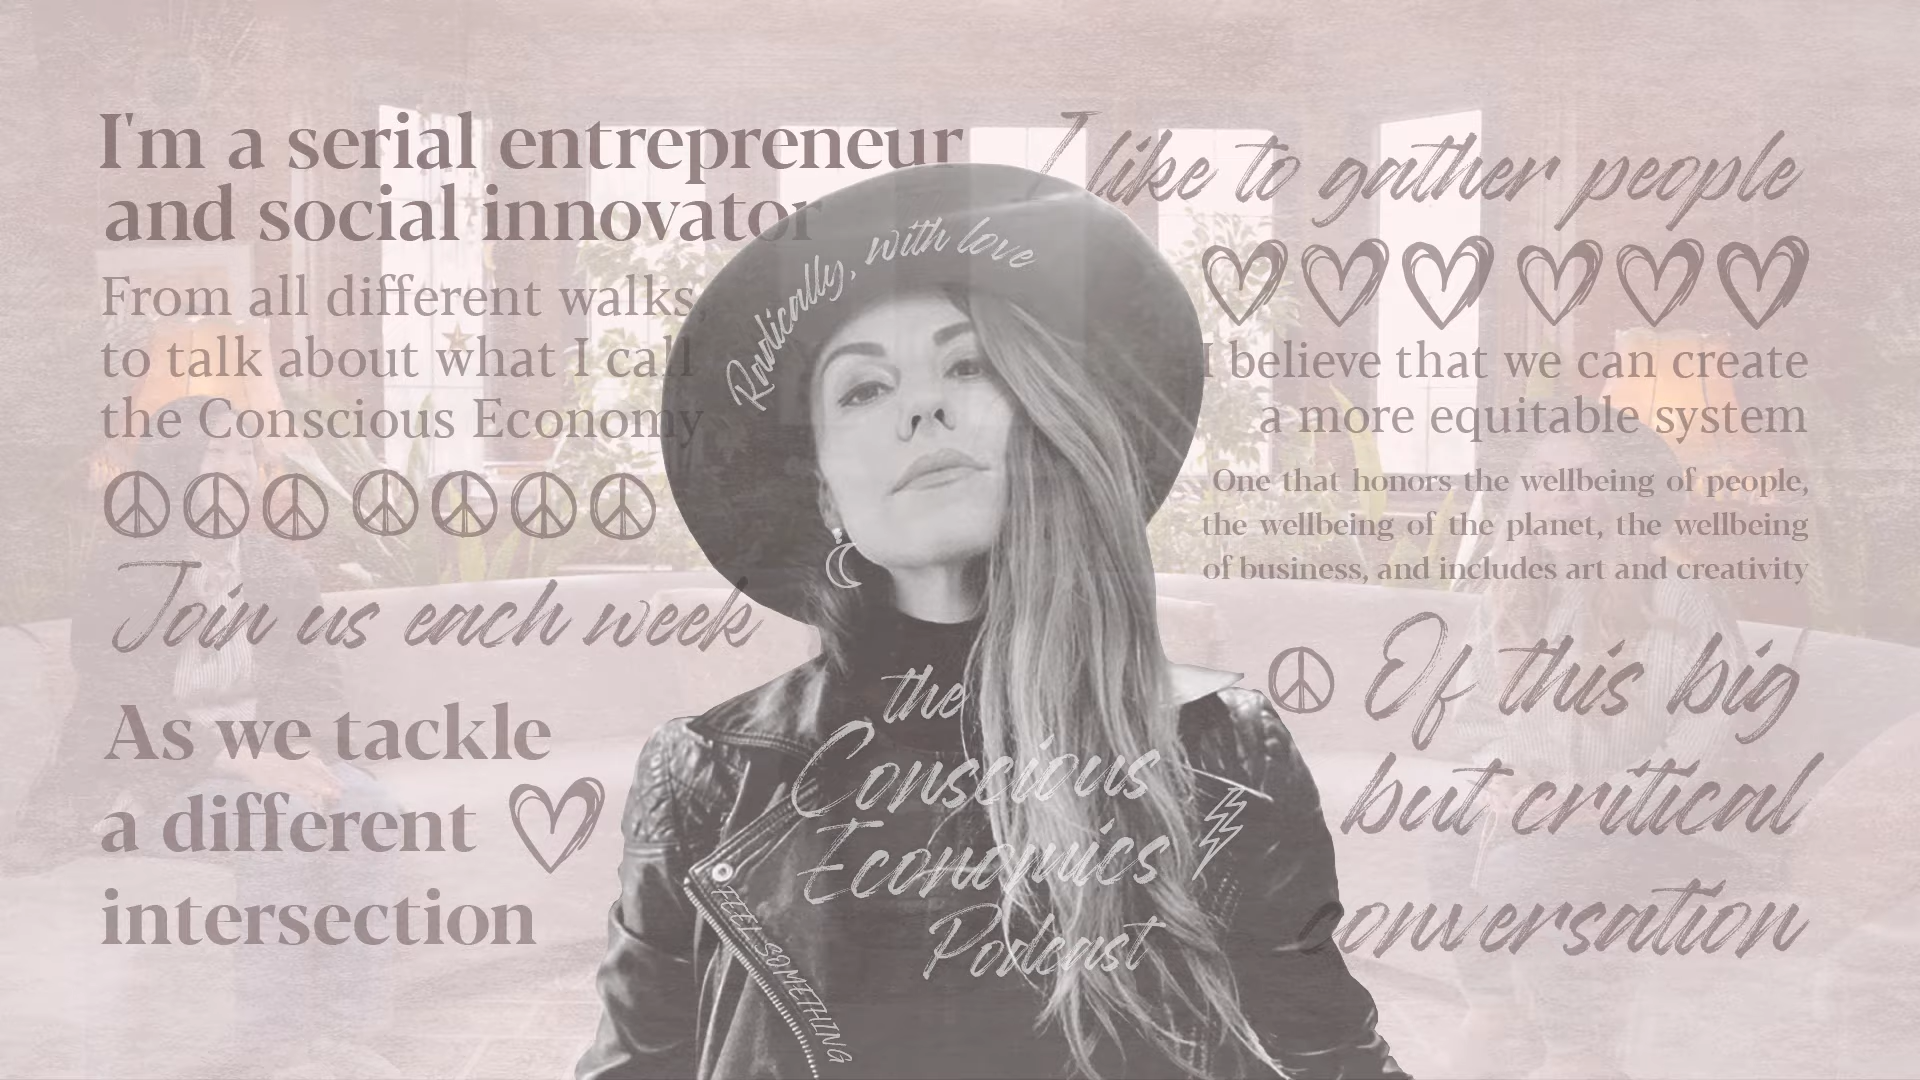 I'm a serial entrepreneur
and social innovator
From all different walks,
to talk about what I call
the Conscious Economy
Join us each week
As we tackle
a different
intersection
Radically, with love
the
Conscious
Economics
Podcast
FEEL SOMETHING
I like to gather people
I believe that we can create
a more equitable system
One that honors the wellbeing of people,
the wellbeing of the planet, the wellbeing
of business, and includes art and creativity
Of this big
but critical
conversation